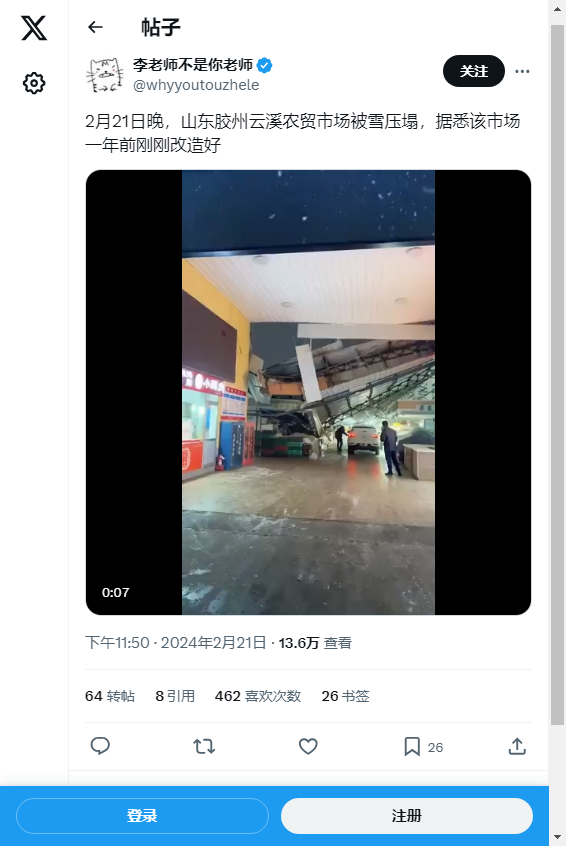 帖子
李老师不是你老师
@whyyoutouzhele
关注
2月21日晚，山东胶州云溪农贸市场被雪压塌，据悉该市场
一年前刚刚改造好
0:07
下午11:50 · 2024年2月21日 · 13.6万 查看
64 转帖 8 引用 462 喜欢次数 26 书签
26
登录
注册